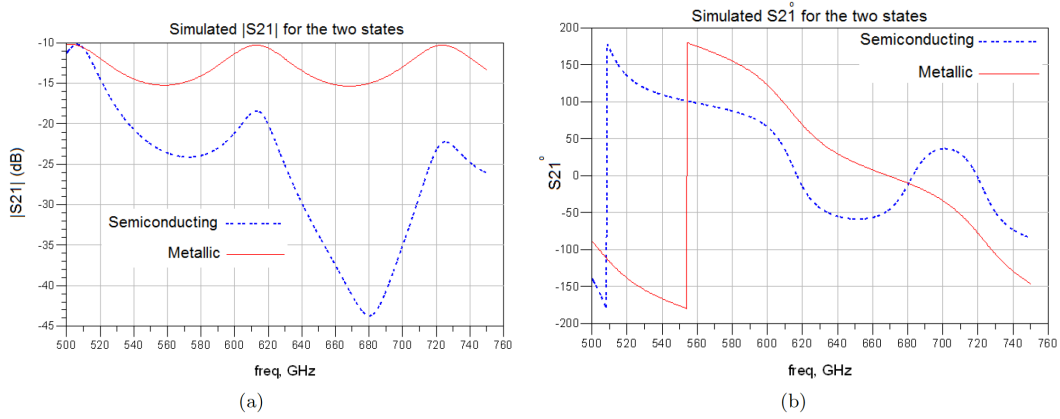 Simulated |S21| for the two states
-10
-15
-20
-25
-30
-35
-40
-45
|S21| (dB)
Semiconducting
Metallic
500 520 540 560 580 600 620 640 660 680 700 720 740 760
freq, GHz
(a)
Simulated S21° for the two states
200
150
100
50
0
-50
-100
-150
-200
S21°
Semiconducting
Metallic
500 520 540 560 580 600 620 640 660 680 700 720 740 760
freq, GHz
(b)